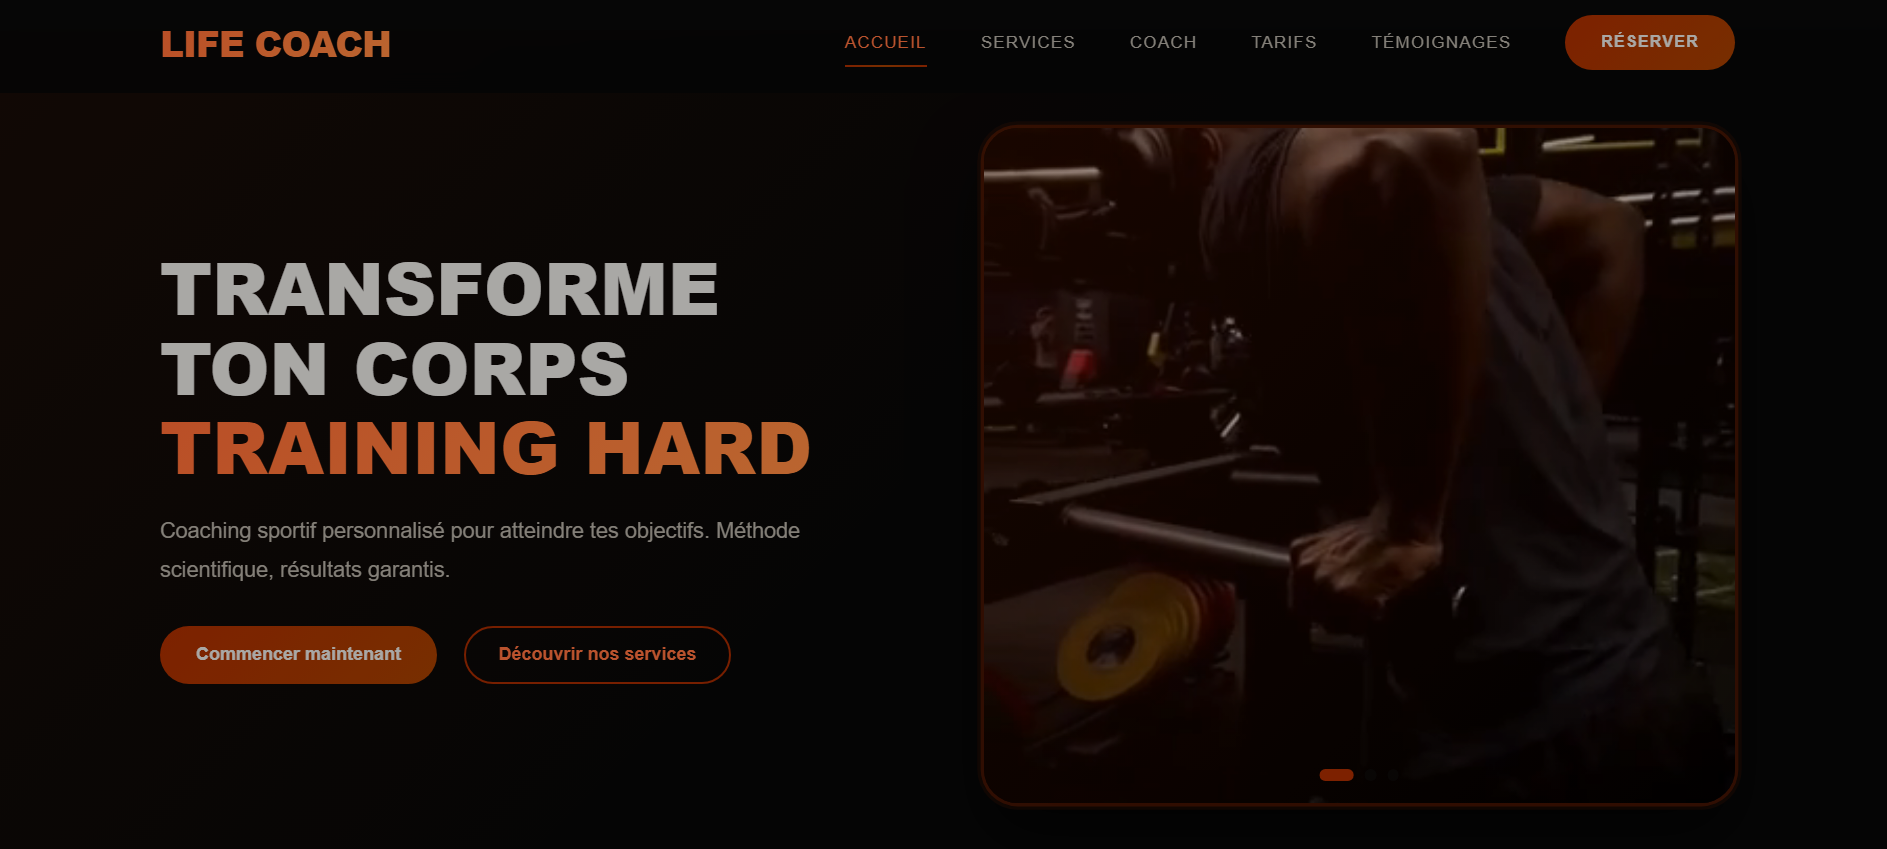 LIFE COACH
ACCUEIL
SERVICES
COACH
TARIFS
TÉMOIGNAGES
RÉSERVER
TRANSFORME
TON CORPS
TRAINING HARD
Coaching sportif personnalisé pour atteindre tes objectifs. Méthode
scientifique, résultats garantis.
Commencer maintenant
Découvrir nos services